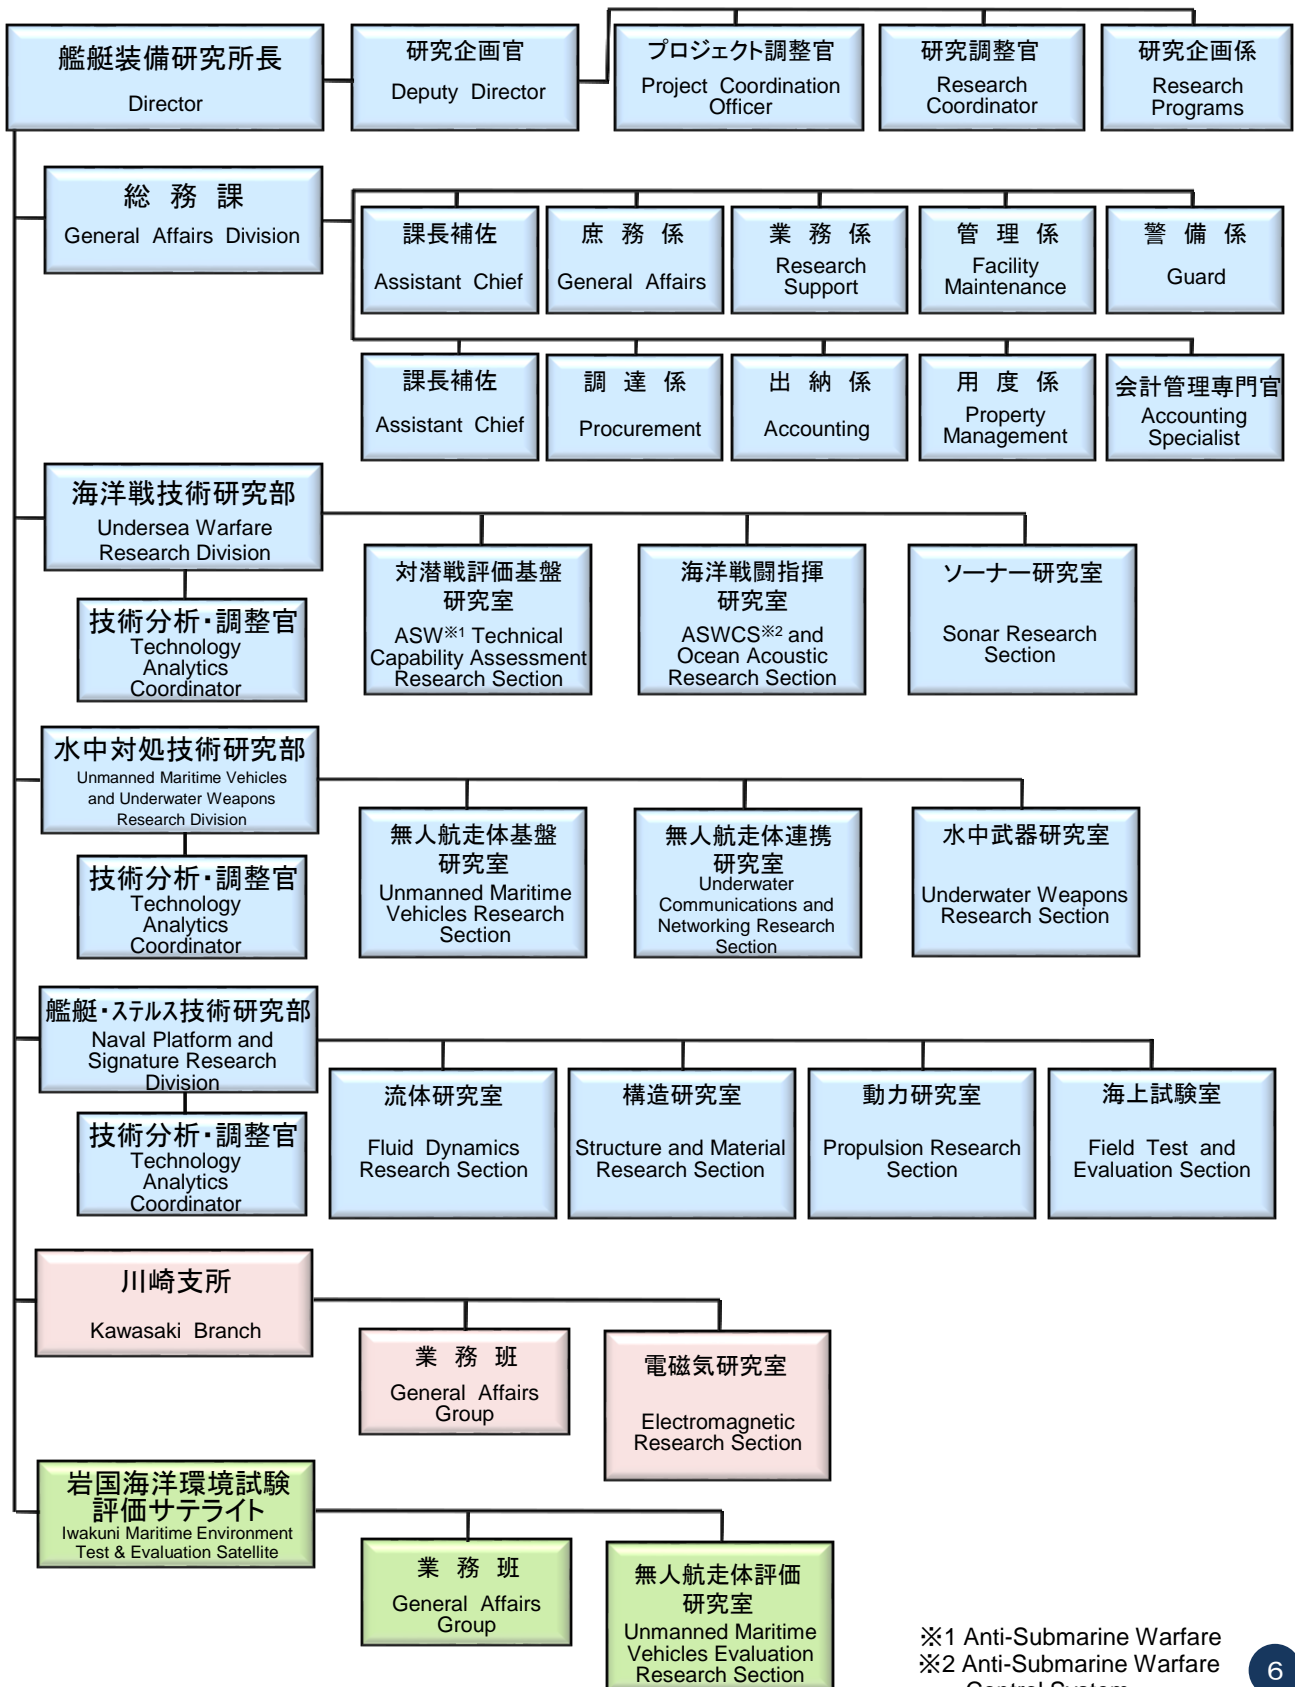 艦艇装備研究所長
Director
研究企画官
Deputy Director
プロジェクト調整官
Project Coordination
Officer
研究調整官
Research
Coordinator
研究企画係
Research
Programs
総務課
General Affairs Division
課長補佐
Assistant Chief
庶務係
General Affairs
業務係
Research
Support
管理係
Facility
Maintenance
警備係
Guard
課長補佐
Assistant Chief
調達係
Procurement
出納係
Accounting
用度係
Property
Management
会計管理専門官
Accounting
Specialist
海洋戦技術研究部
Undersea Warfare
Research Division
技術分析・調整官
Technology
Analytics
Coordinator
対潜戦評価基盤
研究室
ASW※1 Technical
Capability Assessment
Research Section
海洋戦闘指揮
研究室
ASWCS※2 and
Ocean Acoustic
Research Section
ソーナー研究室
Sonar Research
Section
水中対処技術研究部
Unmanned Maritime Vehicles
and Underwater Weapons
Research Division
技術分析・調整官
Technology
Analytics
Coordinator
無人航走体基盤
研究室
Unmanned Maritime
Vehicles Research
Section
無人航走体連携
研究室
Underwater
Communications and
Networking Research
Section
水中武器研究室
Underwater Weapons
Research Section
艦艇・ステルス技術研究部
Naval Platform and
Signature Research
Division
技術分析・調整官
Technology
Analytics
Coordinator
流体研究室
Fluid Dynamics
Research Section
構造研究室
Structure and Material
Research Section
動力研究室
Propulsion Research
Section
海上試験室
Field Test and
Evaluation Section
川崎支所
Kawasaki Branch
業務班
General Affairs
Group
電磁気研究室
Electromagnetic
Research Section
岩国海洋環境試験
評価サテライト
Iwakuni Maritime Environment
Test & Evaluation Satellite
業務班
General Affairs
Group
無人航走体評価
研究室
Unmanned Maritime
Vehicles Evaluation
Research Section
※1 Anti-Submarine Warfare
※2 Anti-Submarine Warfare
Control System
6